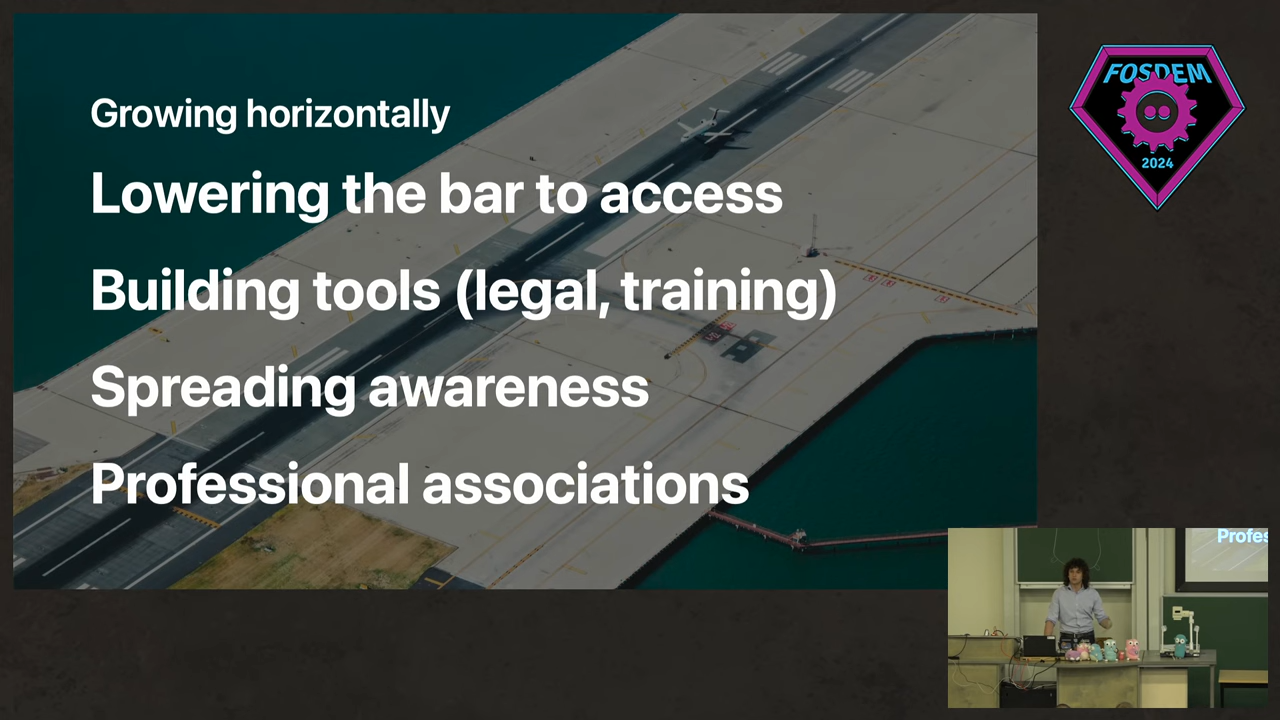 Growing horizontally
Lowering the bar to access
Building tools (legal, training)
Spreading awareness
Professional associations
FOSDEM
2024
Profes